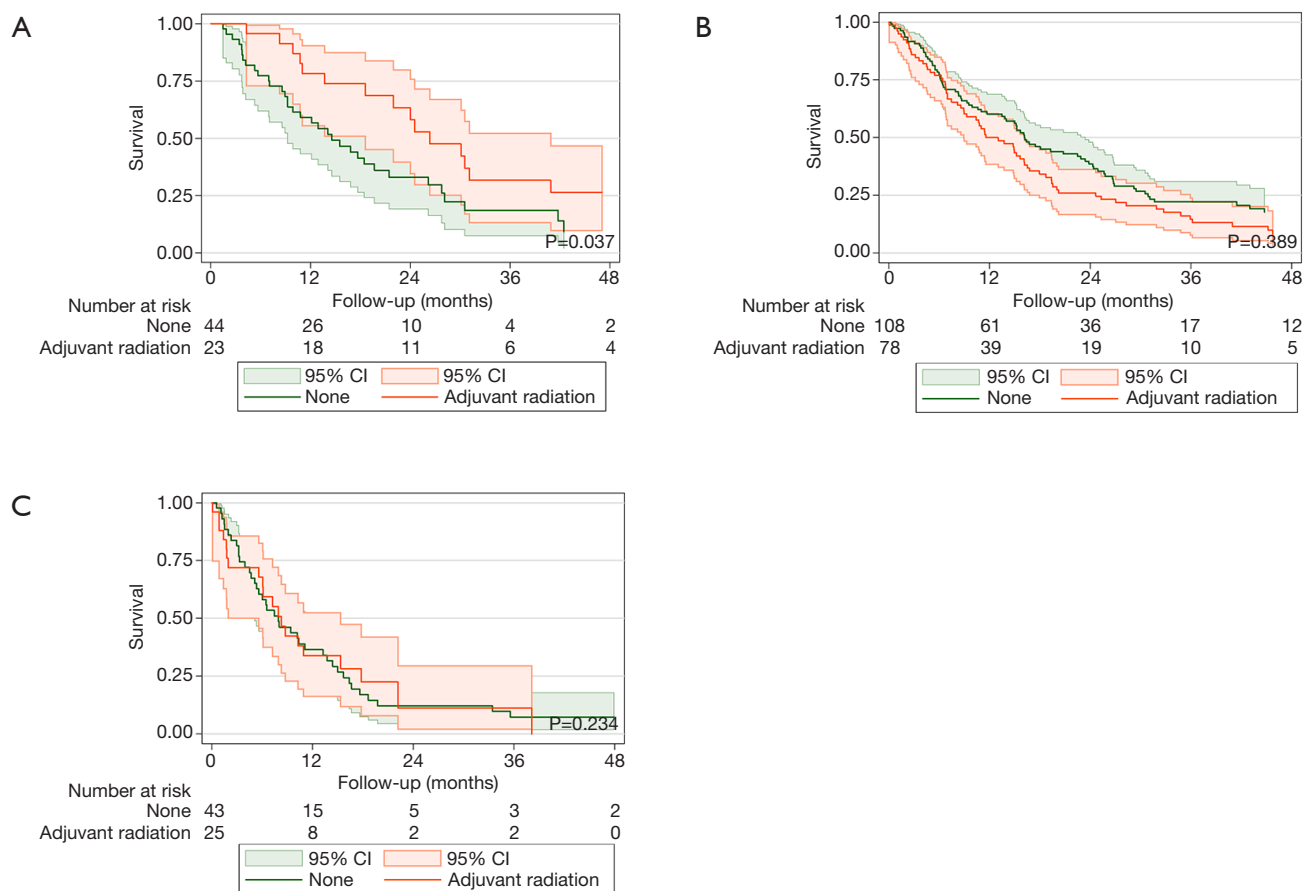 A
1.00
0.75
0.50
0.25
0.00
Survival
P=0.037
0 12 24 36 48
Follow-up (months)
Number at risk
None 44 26 10 4 2
Adjuvant radiation 23 18 11 6 4
95% CI 95% CI
None Adjuvant radiation
B
1.00
0.75
0.50
0.25
0.00
Survival
P=0.389
0 12 24 36 48
Follow-up (months)
Number at risk
None 108 61 36 17 12
Adjuvant radiation 78 39 19 10 5
95% CI 95% CI
None Adjuvant radiation
C
1.00
0.75
0.50
0.25
0.00
Survival
P=0.234
0 12 24 36 48
Follow-up (months)
Number at risk
None 43 15 5 3 2
Adjuvant radiation 25 8 2 2 0
95% CI 95% CI
None Adjuvant radiation